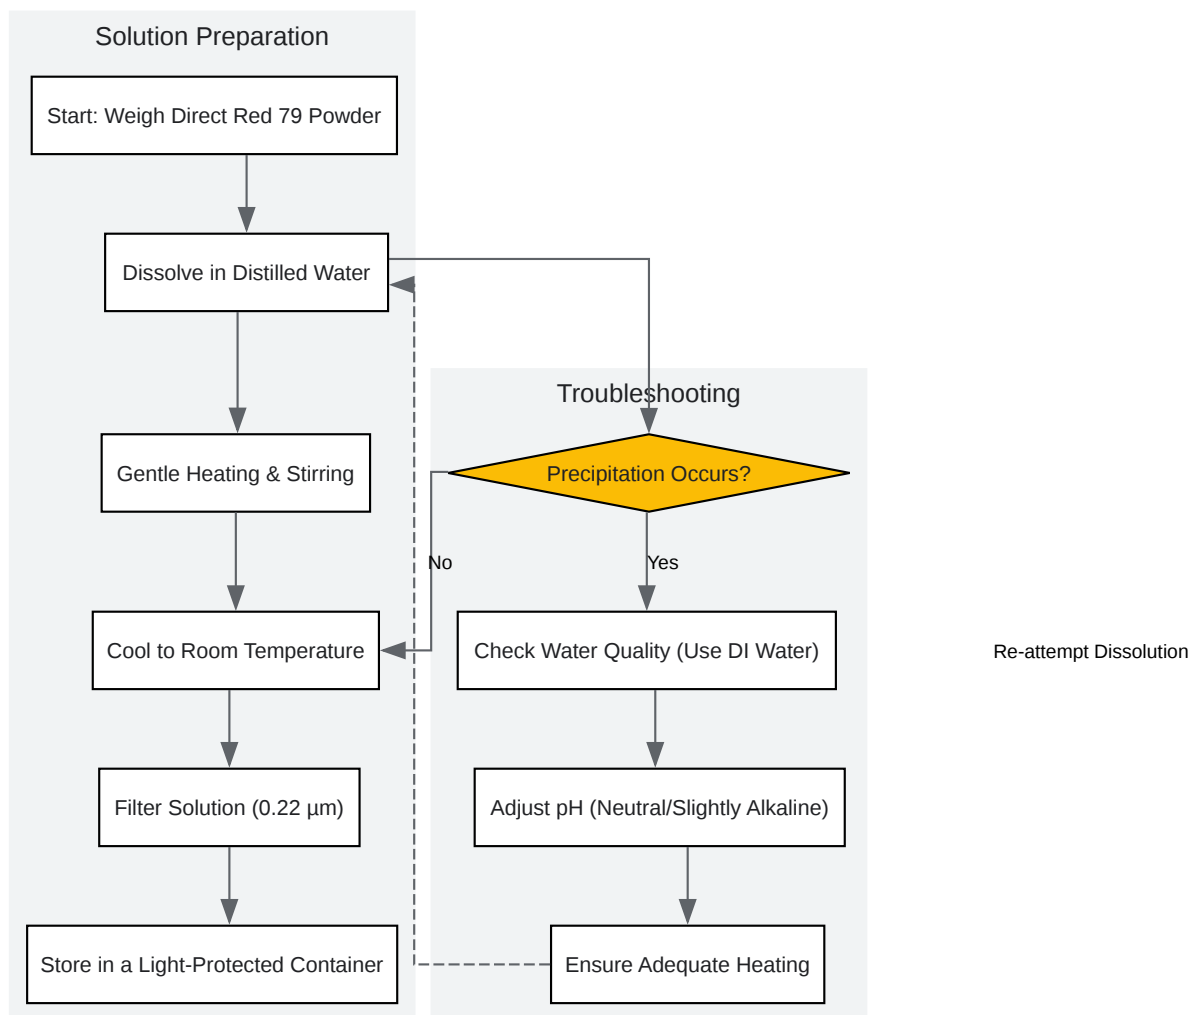 Solution Preparation
Start: Weigh Direct Red 79 Powder
Dissolve in Distilled Water
Gentle Heating & Stirring
Cool to Room Temperature
Filter Solution (0.22 µm)
Store in a Light-Protected Container
Troubleshooting
Precipitation Occurs?
No
Yes
Check Water Quality (Use DI Water)
Adjust pH (Neutral/Slightly Alkaline)
Ensure Adequate Heating
Re-attempt Dissolution